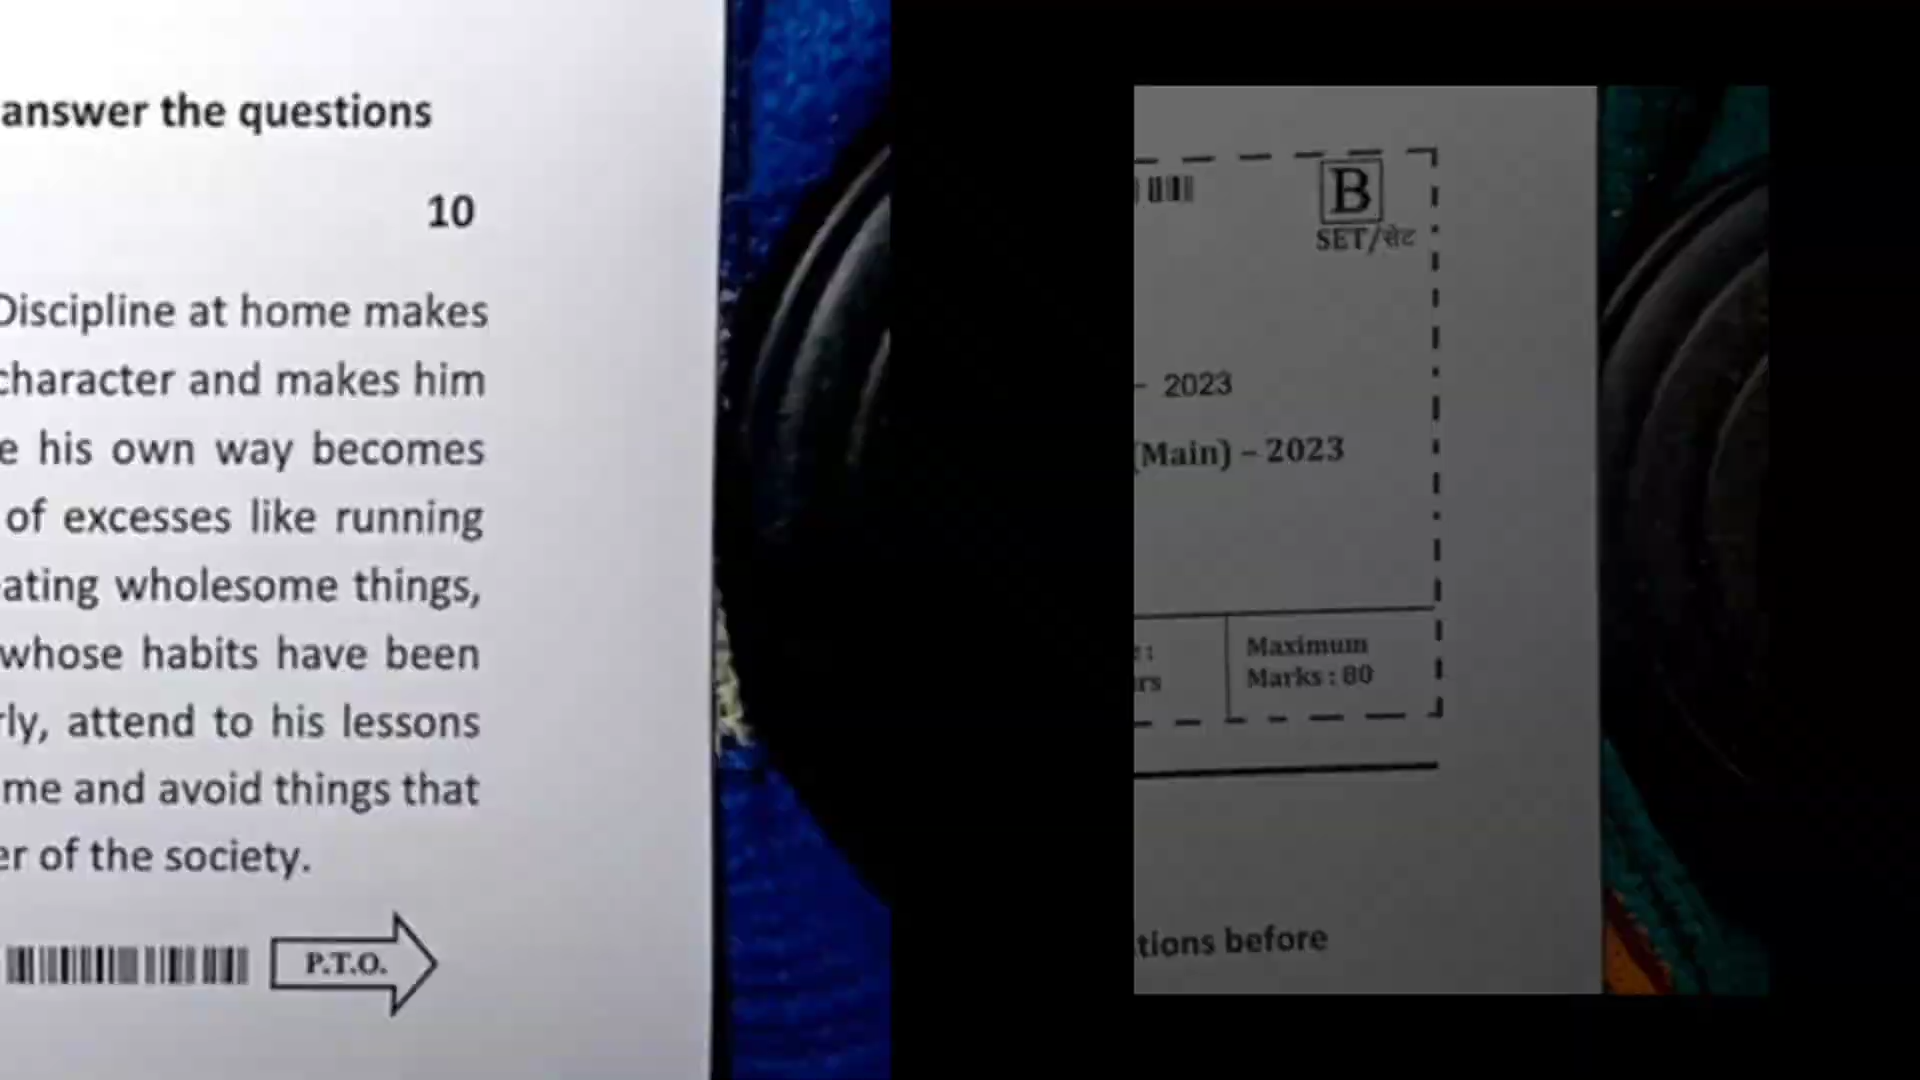 answer the questions
10
Discipline at home makes
character and makes him
e his own way becomes
of excesses like running
ating wholesome things,
whose habits have been
rly, attend to his lessons
me and avoid things that
er of the society.
P.T.O.
B
SET/सेट
– 2023
(Main) – 2023
e :
urs
Maximum
Marks : 80
tions before